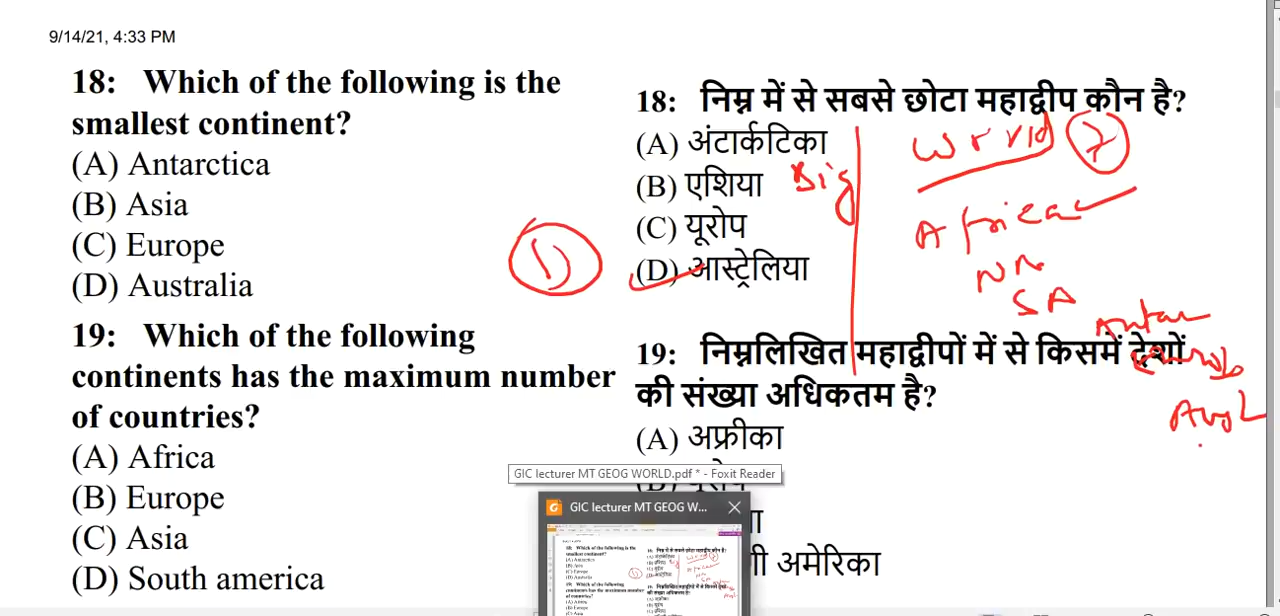 9/14/21, 4:33 PM
18: Which of the following is the
smallest continent?
(A) Antarctica
(B) Asia
(C) Europe
(D) Australia
19: Which of the following
continents has the maximum number
of countries?
(A) Africa
(B) Europe
(C) Asia
(D) South america
18: निम्न में से सबसे छोटा महाद्वीप कौन है?
(A) अंटार्कटिका
(B) एशिया Big
(C) यूरोप
(D) आस्ट्रेलिया
World 7
Africa
NA
SA
Antar
19: निम्नलिखित महाद्वीपों में से किसमें देशों
की संख्या अधिकतम है?
(A) अफ्रीका
अमेरिका
GIC lecturer MT GEOG WORLD.pdf * - Foxit Reader
GIC lecturer MT GEOG W...